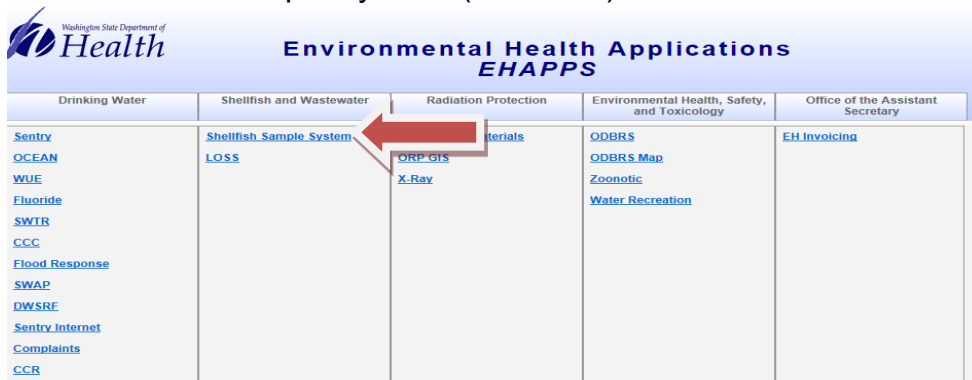 Washington State Department of
Health
Environmental Health Applications
EHAPPS
Drinking Water
Shellfish and Wastewater
Radiation Protection
Environmental Health, Safety,
and Toxicology
Office of the Assistant
Secretary
Sentry
OCEAN
WUE
Fluoride
SWTR
CCC
Flood Response
SWAP
DWSRF
Sentry Internet
Complaints
CCR
Shellfish Sample System
LOSS
ORP GIS
X-Ray
ODBRS
ODBRS Map
Zoonotic
Water Recreation
EH Invoicing